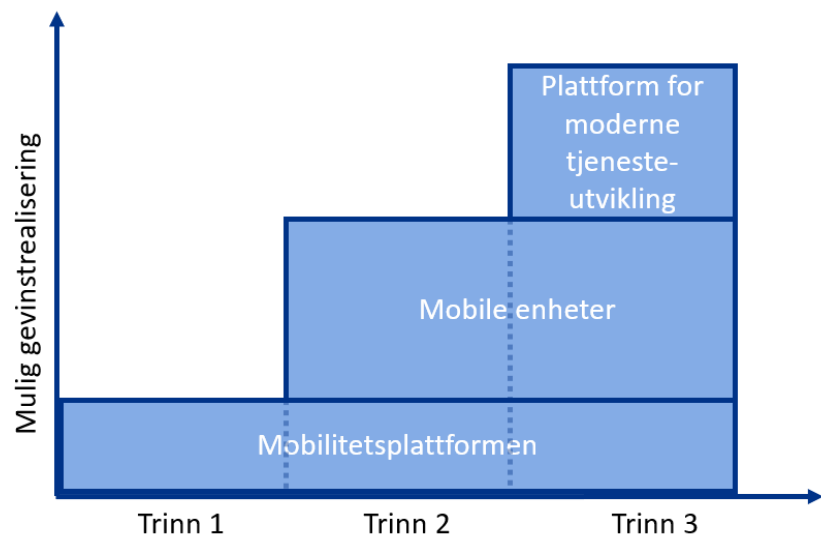 Mulig gevinstrealisering
Plattform for
moderne
tjeneste-
utvikling
Mobile enheter
Mobilitetsplattformen
Trinn 1
Trinn 2
Trinn 3